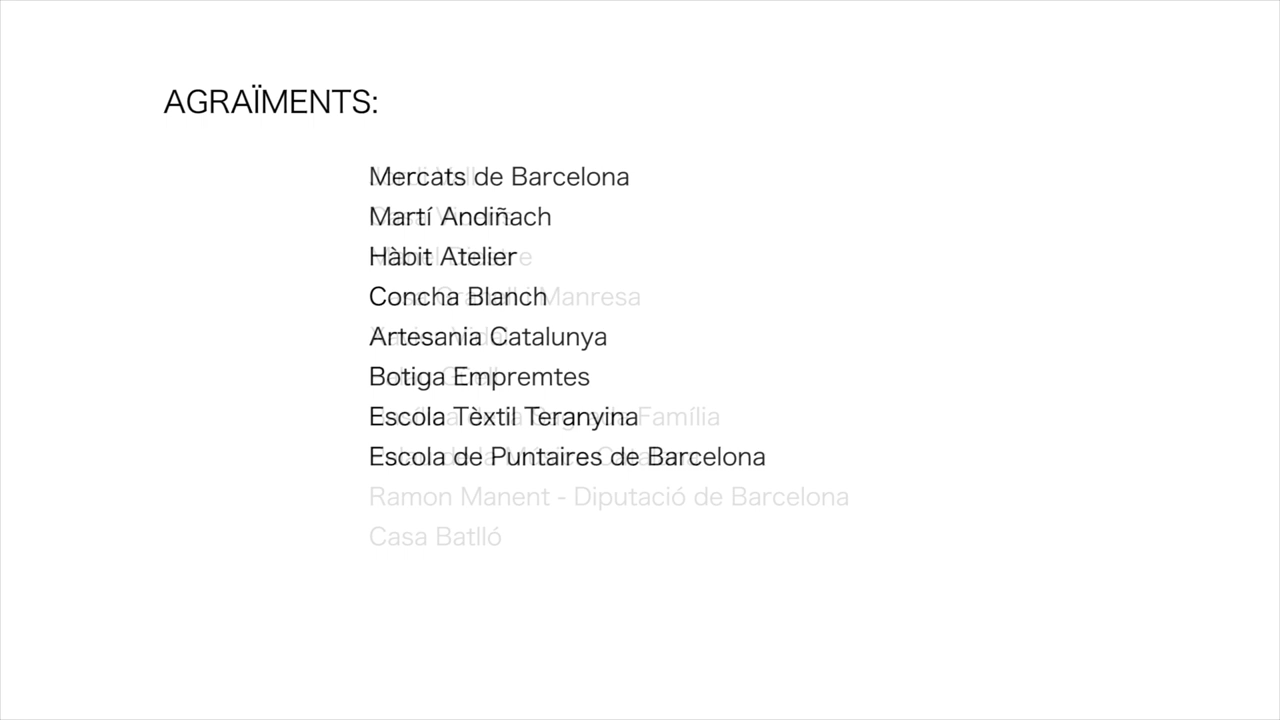 AGRAÏMENTS:
Mercats de Barcelona
Martí Andiñach
Hàbit Atelier
Concha Blanch
Artesania Catalunya
Botiga Empremtes
Escola Tèxtil Teranyina
Escola de Puntaires de Barcelona
Ramon Manent - Diputació de Barcelona
Casa Batlló